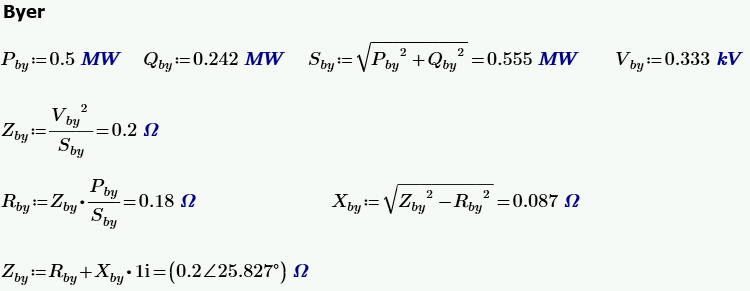 Byer
P_by:=0.5 MW Q_by:=0.242 MW S_by:=√(P_by²+Q_by²)=0.555 MW V_by:=0.333 kV
Z_by:=V_by²/S_by=0.2 Ω
R_by:=Z_by•P_by/S_by=0.18 Ω X_by:=√(Z_by²−R_by²)=0.087 Ω
Z_by:=R_by+X_by•1i=(0.2∠25.827°) Ω